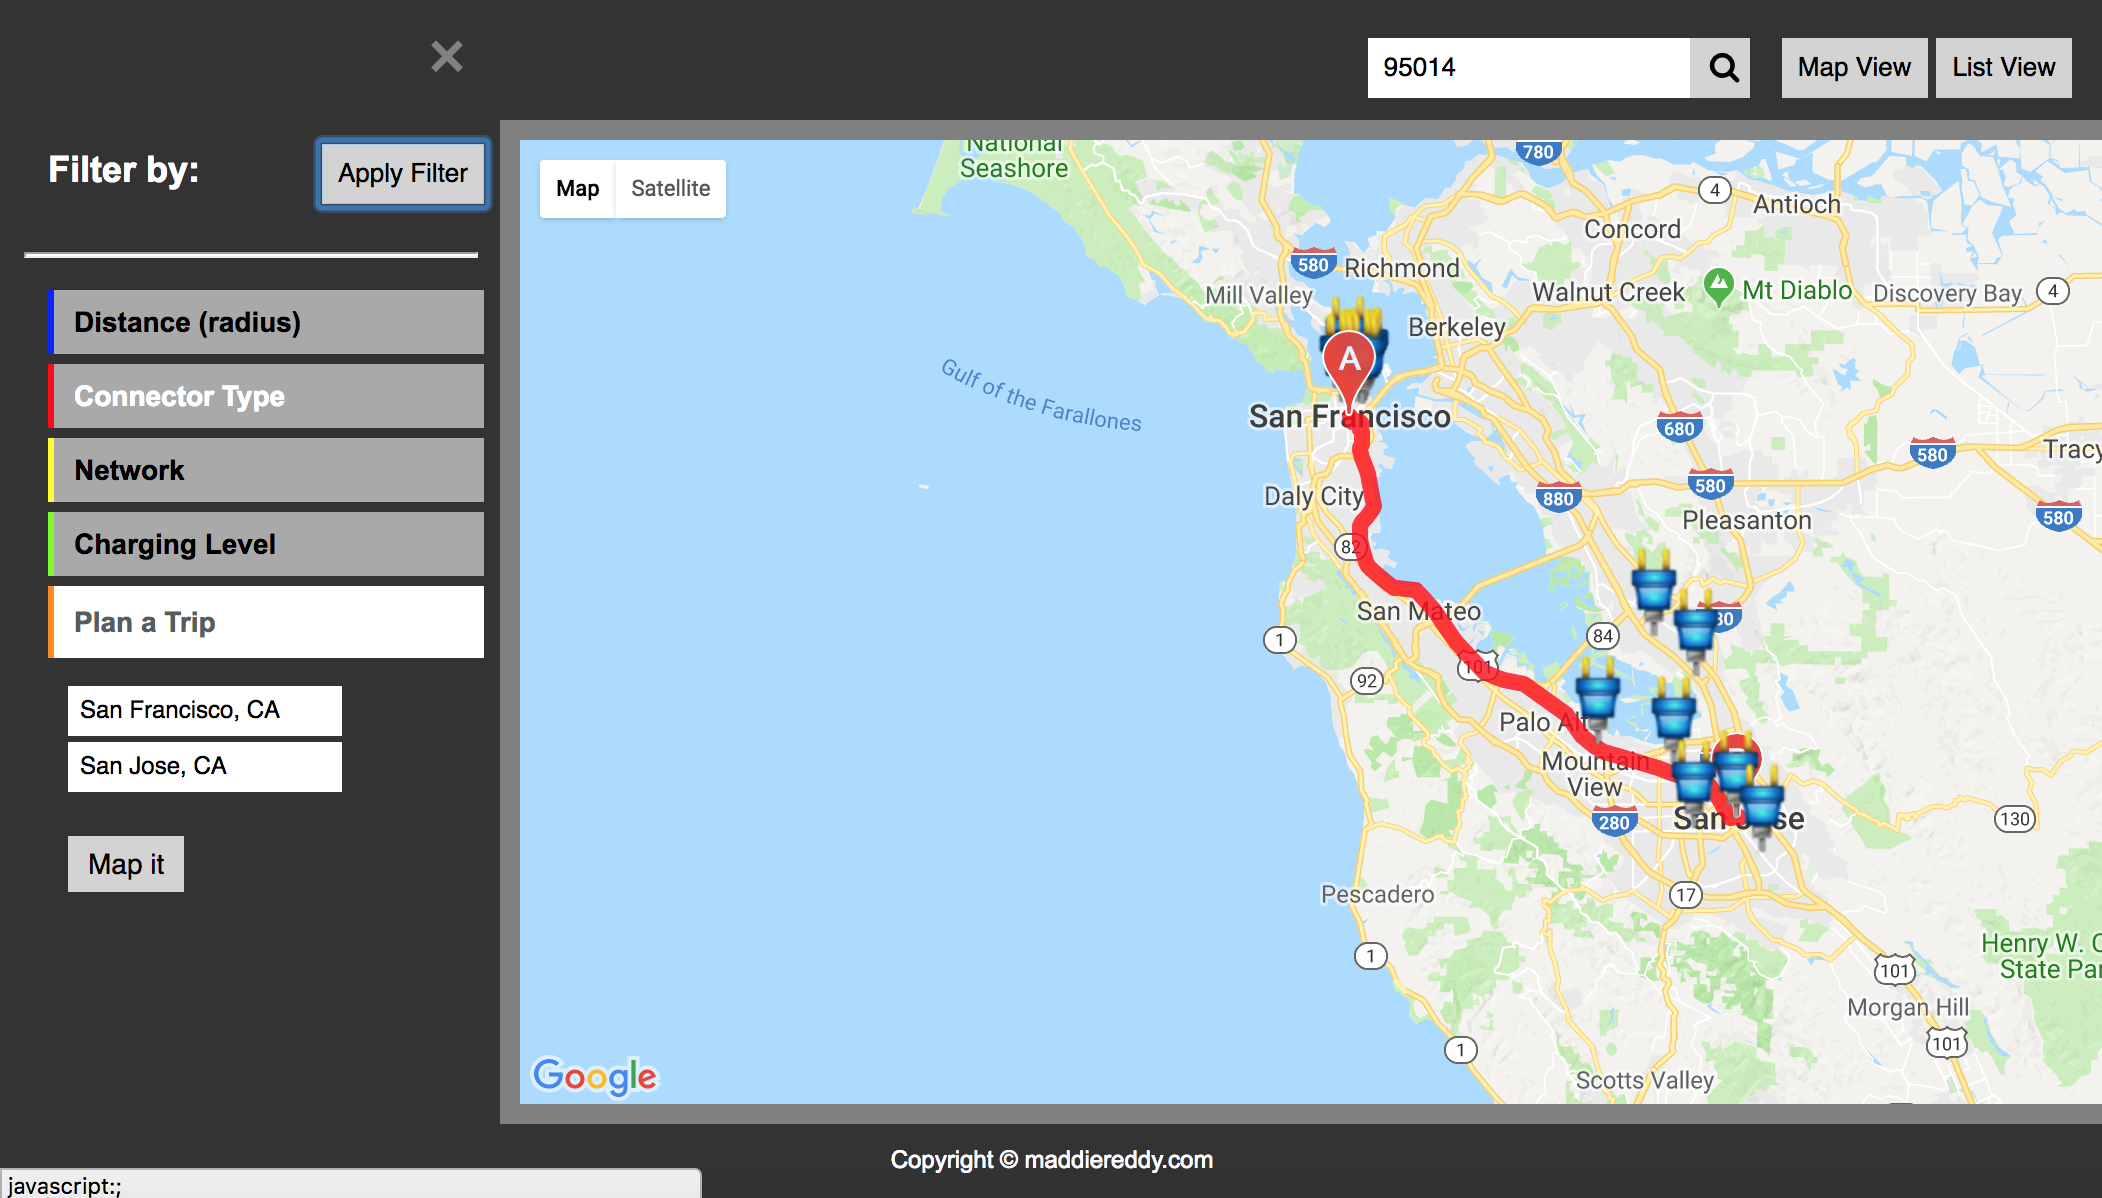 ×
95014
Map View
List View
Filter by:
Apply Filter
Distance (radius)
Connector Type
Network
Charging Level
Plan a Trip
San Francisco, CA
San Jose, CA
Map it
Map
Satellite
National
Seashore
780
4
Antioch
Concord
580
Richmond
Mill Valley
Walnut Creek
Mt Diablo
Discovery Bay
4
Berkeley
Gulf of the Farallones
A
San Francisco
680
580
Tracy
Daly City
880
580
Pleasanton
580
82
San Mateo
1
84
92
101
Palo Alt
Mountain
View
280
San Jose
130
Pescadero
17
1
Henry W. C
State Par
101
Morgan Hill
101
1
Scotts Valley
Google
Copyright © maddiereddy.com
javascript:;